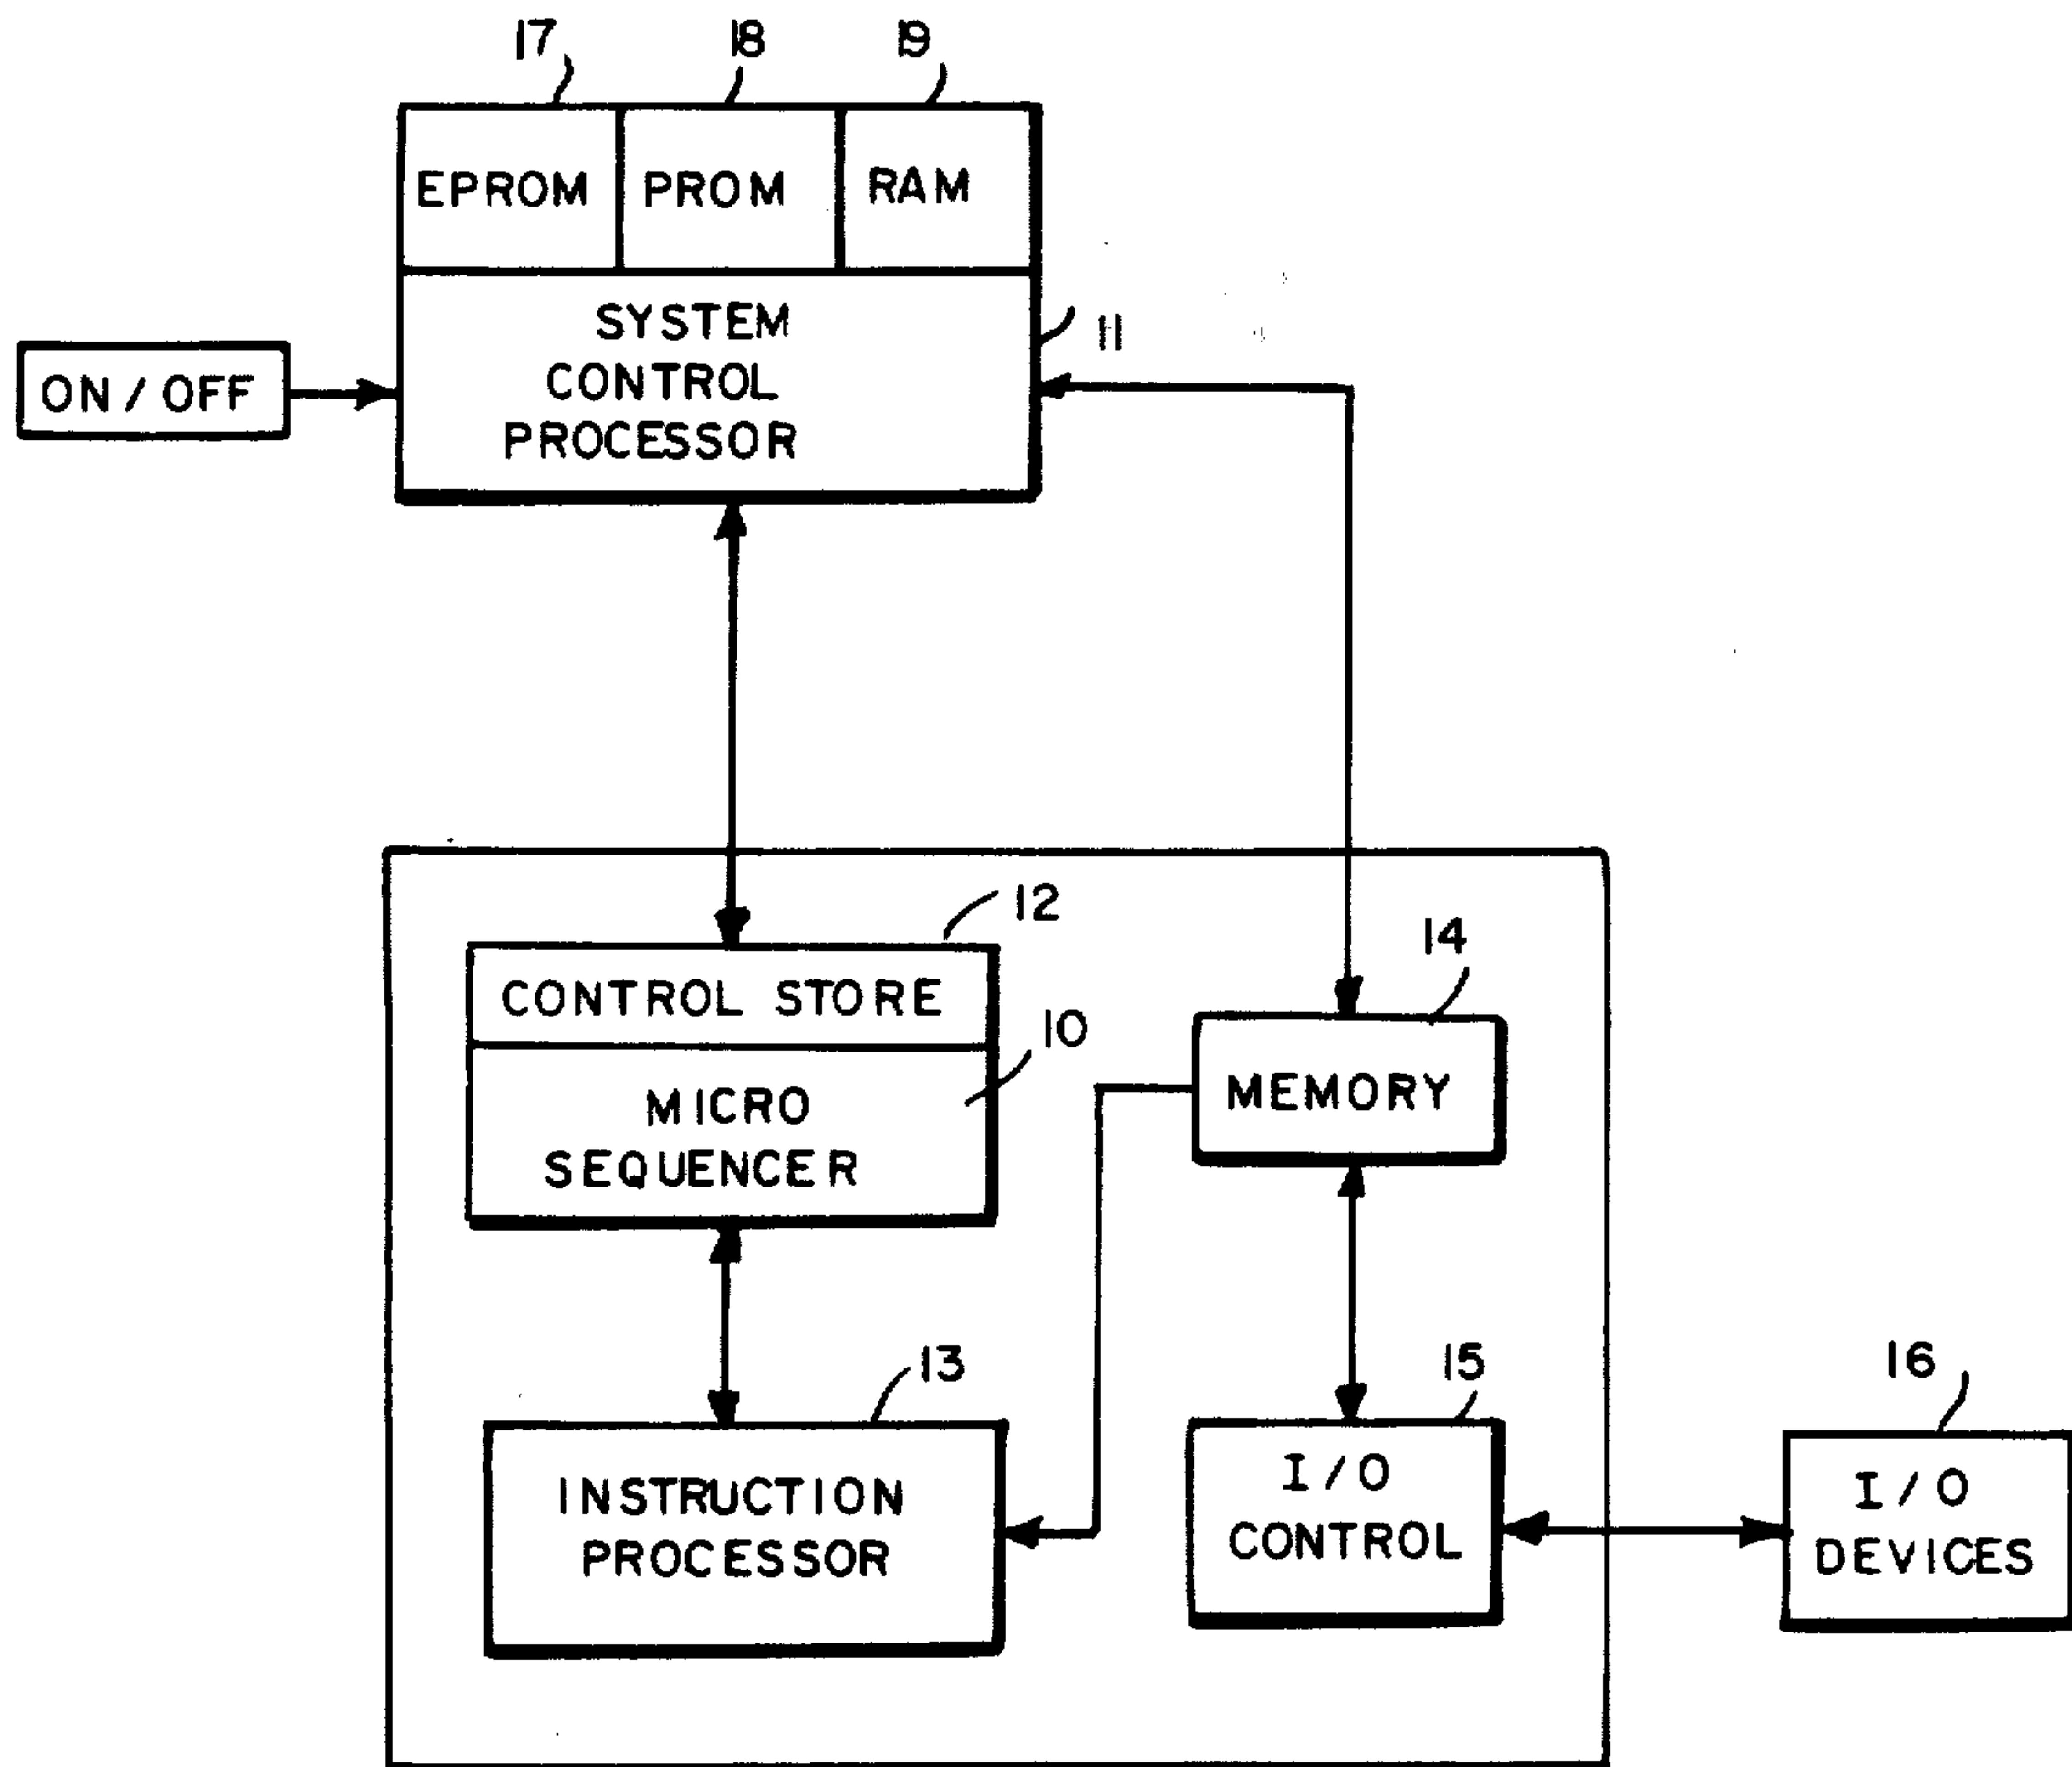 17
18
19
EPROM
PROM
RAM
SYSTEM
CONTROL
PROCESSOR
11
ON / OFF
12
CONTROL STORE
10
MICRO
SEQUENCER
14
MEMORY
13
INSTRUCTION
PROCESSOR
15
I/O
CONTROL
16
I/O
DEVICES